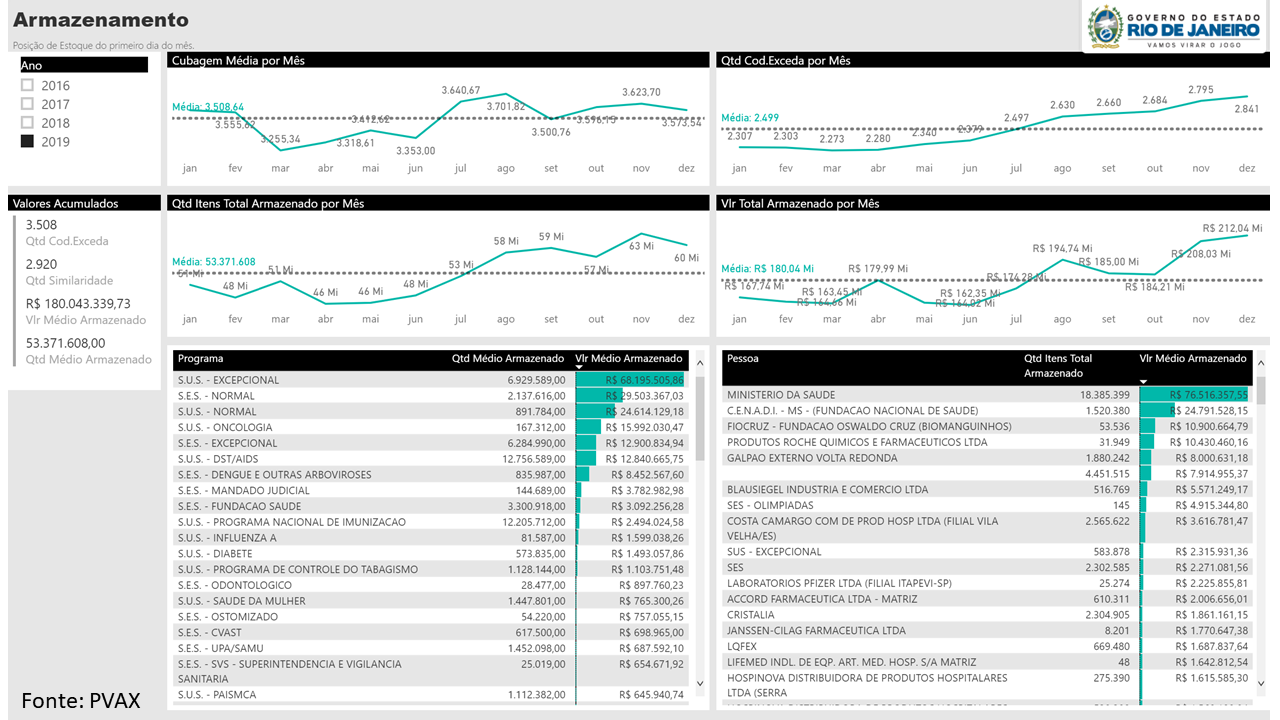 Armazenamento
Posição de Estoque do primeiro dia do mês.
GOVERNO DO ESTADO
RIO DE JANEIRO
VAMOS VIRAR O JOGO
Ano
2016
2017
2018
2019
Cubagem Média por Mês
Média: 3.508,64
3.555,62
3.255,34
3.318,61
3.412,62
3.353,00
3.640,67
3.701,82
3.500,76
3.596,15
3.623,70
3.573,54
jan fev mar abr mai jun jul ago set out nov dez
Qtd Cod.Exceda por Mês
Média: 2.499
2.307 2.303 2.273 2.280 2.340 2.379 2.497 2.630 2.660 2.684 2.795 2.841
jan fev mar abr mai jun jul ago set out nov dez
Valores Acumulados
3.508
Qtd Cod.Exceda
2.920
Qtd Similaridade
R$ 180.043.339,73
Vlr Médio Armazenado
53.371.608,00
Qtd Médio Armazenado
Qtd Itens Total Armazenado por Mês
Média: 53.371.608
51 Mi 48 Mi 51 Mi 46 Mi 46 Mi 48 Mi 53 Mi 58 Mi 59 Mi 57 Mi 63 Mi 60 Mi
jan fev mar abr mai jun jul ago set out nov dez
Vlr Total Armazenado por Mês
Média: R$ 180,04 Mi
R$ 167,74 Mi R$ 164,66 Mi R$ 163,45 Mi R$ 179,99 Mi R$ 164,02 Mi R$ 162,35 Mi R$ 174,28 Mi R$ 194,74 Mi R$ 185,00 Mi R$ 184,21 Mi R$ 208,03 Mi R$ 212,04 Mi
jan fev mar abr mai jun jul ago set out nov dez
Programa Qtd Médio Armazenado Vlr Médio Armazenado
S.U.S. - EXCEPCIONAL 6.929.589,00 R$ 68.195.505,86
S.E.S. - NORMAL 2.137.616,00 R$ 29.503.367,03
S.U.S. - NORMAL 891.784,00 R$ 24.614.129,18
S.U.S. - ONCOLOGIA 167.312,00 R$ 15.992.030,47
S.E.S. - EXCEPCIONAL 6.284.990,00 R$ 12.900.834,94
S.U.S. - DST/AIDS 12.756.589,00 R$ 12.840.665,75
S.E.S. - DENGUE E OUTRAS ARBOVIROSES 835.987,00 R$ 8.452.567,60
S.E.S. - MANDADO JUDICIAL 144.689,00 R$ 3.782.982,98
S.E.S. - FUNDACAO SAUDE 3.300.918,00 R$ 3.092.256,28
S.U.S. - PROGRAMA NACIONAL DE IMUNIZACAO 12.205.712,00 R$ 2.494.024,58
S.U.S. - INFLUENZA A 81.587,00 R$ 1.599.038,26
S.U.S. - DIABETE 573.835,00 R$ 1.493.057,86
S.U.S. - PROGRAMA DE CONTROLE DO TABAGISMO 1.128.144,00 R$ 1.103.751,48
S.E.S. - ODONTOLOGICO 28.477,00 R$ 897.760,23
S.U.S. - SAUDE DA MULHER 1.447.801,00 R$ 765.300,26
S.E.S. - OSTOMIZADO 54.220,00 R$ 757.055,15
S.E.S. - CVAST 617.500,00 R$ 698.965,00
S.E.S. - UPA/SAMU 1.452.098,00 R$ 687.592,10
S.E.S. - SVS - SUPERINTENDENCIA E VIGILANCIA 25.019,00 R$ 654.671,92
SANITARIA
S.U.S. - PAISMCA 1.112.382,00 R$ 645.940,74
Pessoa Qtd Itens Total Vlr Médio Armazenado
Armazenado
MINISTERIO DA SAUDE 18.385.399 R$ 76.516.357,55
C.E.N.A.D.I. - MS - (FUNDACAO NACIONAL DE SAUDE) 1.520.380 R$ 24.791.528,15
FIOCRUZ - FUNDACAO OSWALDO CRUZ (BIOMANGUINHOS) 53.536 R$ 10.900.664,79
PRODUTOS ROCHE QUIMICOS E FARMACEUTICOS LTDA 31.949 R$ 10.430.460,16
GALPAO EXTERNO VOLTA REDONDA 1.880.242 R$ 8.000.631,18
4.451.515 R$ 7.914.955,37
BLAUSIEGEL INDUSTRIA E COMERCIO LTDA 516.769 R$ 5.571.249,17
SES - OLIMPIADAS 145 R$ 4.915.344,80
COSTA CAMARGO COM DE PROD HOSP LTDA (FILIAL VILA 2.565.622 R$ 3.616.781,47
VELHA/ES)
SUS - EXCEPCIONAL 583.878 R$ 2.315.931,36
SES 2.302.585 R$ 2.271.081,56
LABORATORIOS PFIZER LTDA (FILIAL ITAPEVI-SP) 25.274 R$ 2.225.855,81
ACCORD FARMACEUTICA LTDA - MATRIZ 610.311 R$ 2.006.656,01
CRISTALIA 2.304.905 R$ 1.861.161,15
JANSSEN-CILAG FARMACEUTICA LTDA 8.201 R$ 1.770.647,38
LQFEX 669.480 R$ 1.687.837,64
LIFEMED INDL. DE EQP. ART. MED. HOSP. S/A MATRIZ 48 R$ 1.642.812,54
HOSPINOVA DISTRIBUIDORA DE PRODUTOS HOSPITALARES 275.390 R$ 1.615.585,30
LTDA (SERRA
Fonte: PVAX